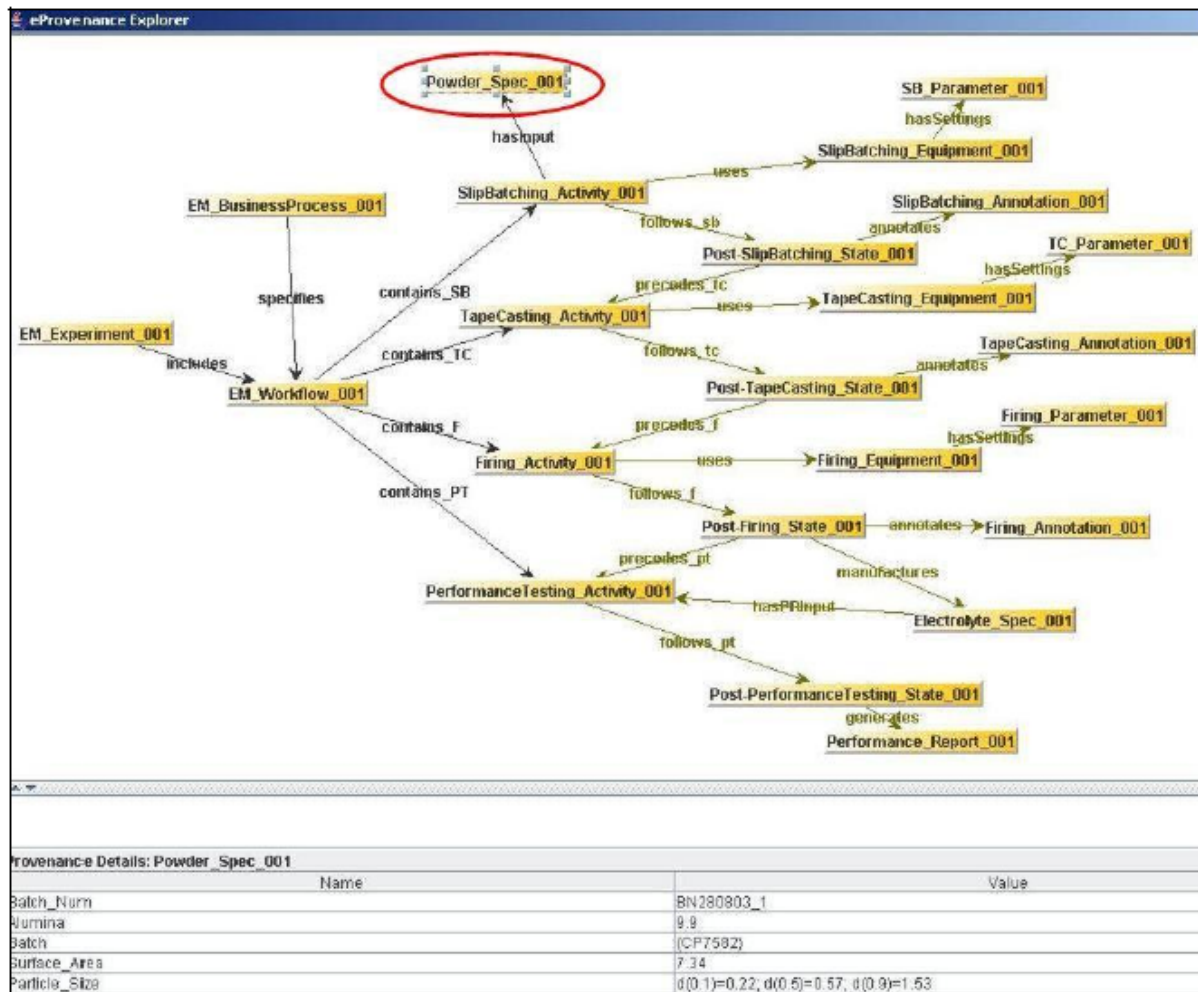 eProvenance Explorer
Powder_Spec_001
SB_Parameter_001
hasSettings
hasInput
SlipBatching_Equipment_001
uses
SlipBatching_Activity_001
EM_BusinessProcess_001
SlipBatching_Annotation_001
follows_sb
annotates
Post-SlipBatching_State_001
TC_Parameter_001
hasSettings
precedes_tc
specifies
contains_SB
TapeCasting_Equipment_001
uses
TapeCasting_Activity_001
EM_Experiment_001
TapeCasting_Annotation_001
follows_tc
contains_TC
includes
annotates
Post-TapeCasting_State_001
EM_Workflow_001
Firing_Parameter_001
contains_F
precedes_f
hasSettings
Firing_Activity_001
uses
Firing_Equipment_001
contains_PT
follows_f
Post-Firing_State_001
annotates
Firing_Annotation_001
precedes_pt
manufactures
PerformanceTesting_Activity_001
hasPRInput
Electrolyte_Spec_001
follows_pt
Post-PerformanceTesting_State_001
generates
Performance_Report_001
Provenance Details: Powder_Spec_001
Name Value
Batch_Num BN280803_1
Alumina 9.9
Batch (CP7582)
Surface_Area 7.34
Particle_Size d(0.1)=0.22; d(0.5)=0.57; d(0.9)=1.53